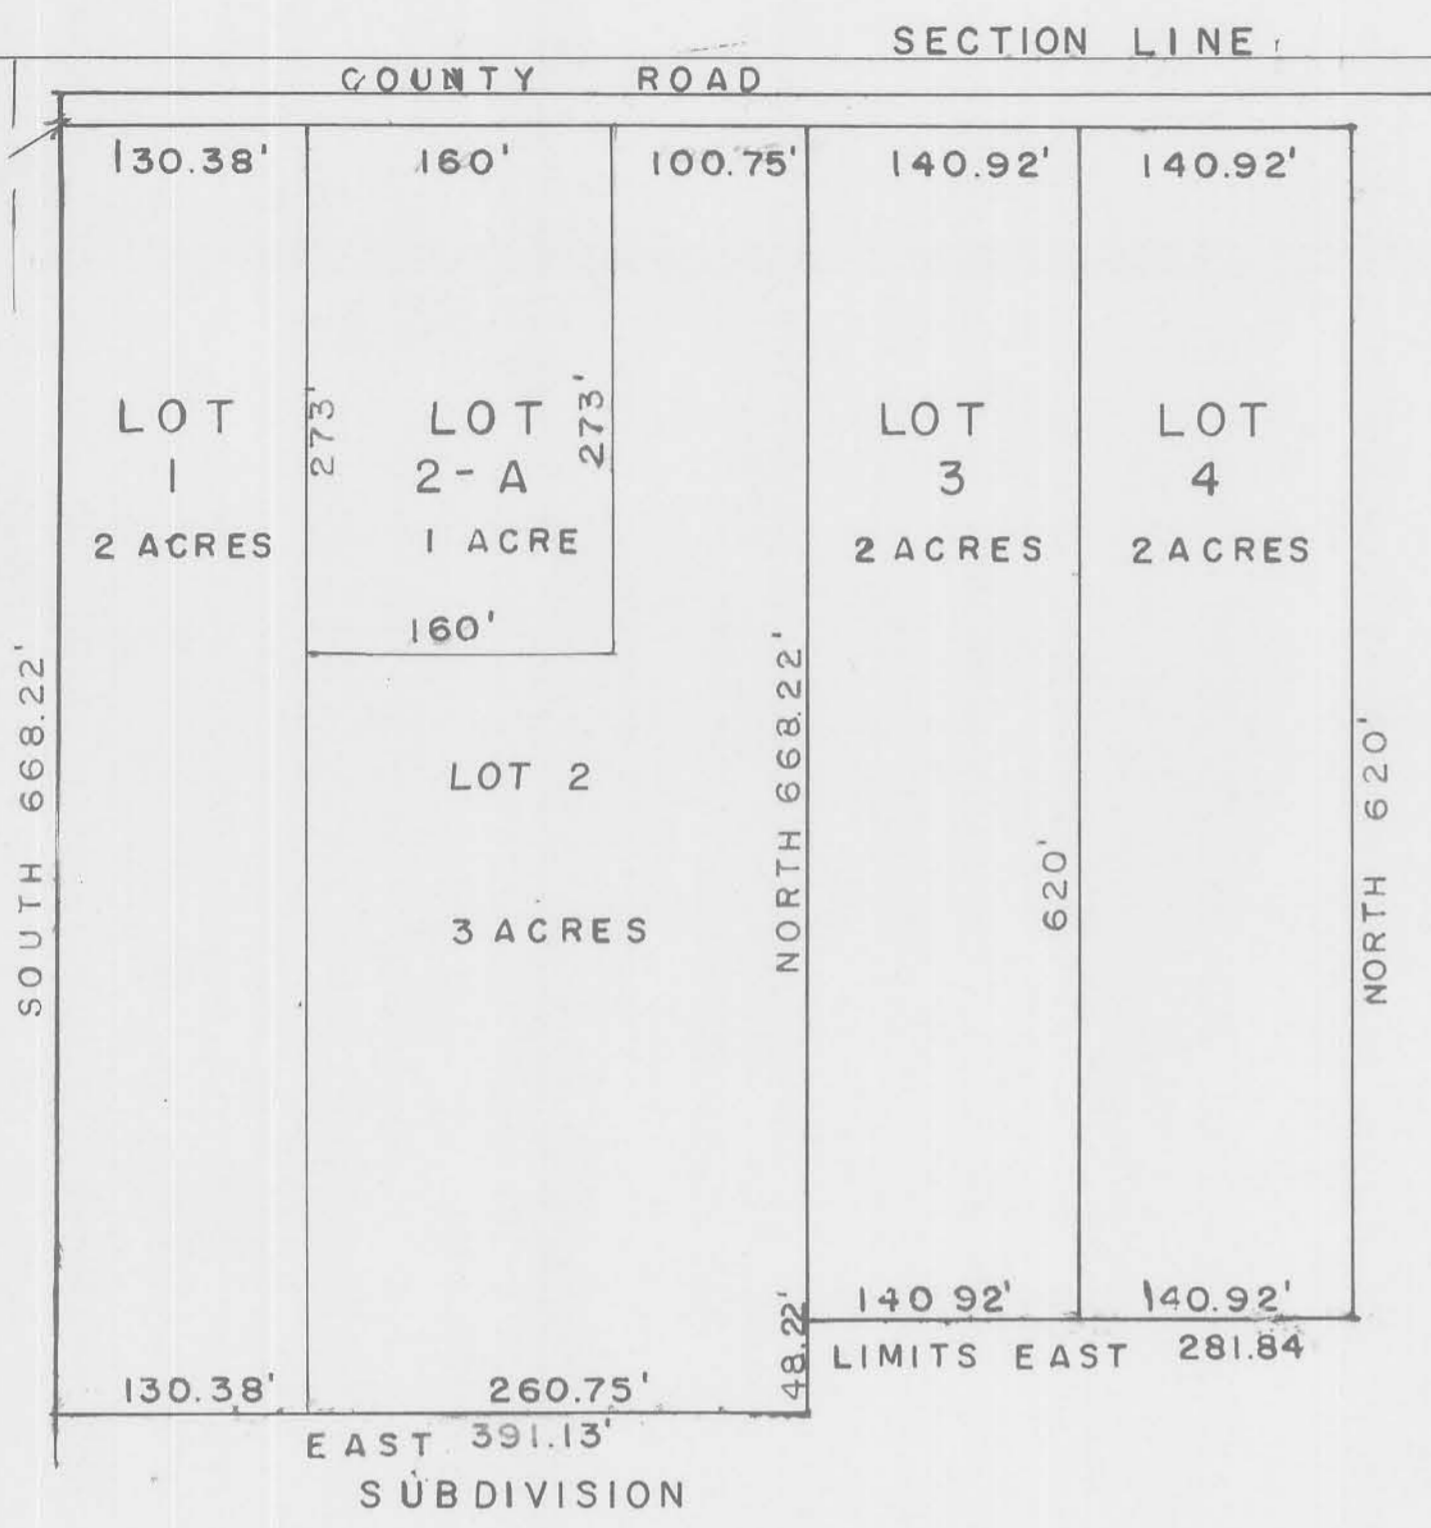 SECTION LINE
COUNTY ROAD
130.38'
160'
100.75'
140.92'
140.92'
LOT
1
2 ACRES
273'
LOT
2-A
1 ACRE
273'
160'
LOT
3
2 ACRES
LOT
4
2 ACRES
SOUTH 668.22'
LOT 2
3 ACRES
NORTH 668.22'
620'
NORTH 620'
140 92'
140.92'
48.22'
LIMITS EAST 281.84
130.38'
260.75'
EAST 391.13'
SUBDIVISION